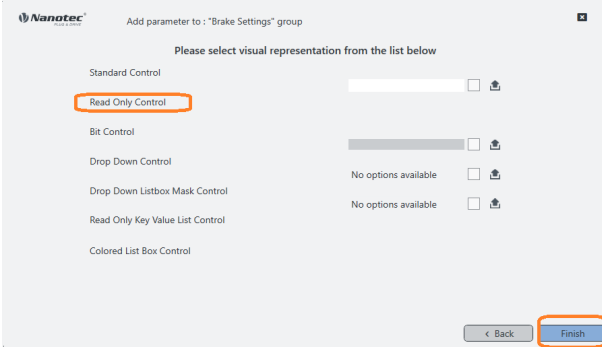 Nanotec®
PLUG & DRIVE
Add parameter to : "Brake Settings" group
Please select visual representation from the list below
Standard Control
Read Only Control
Bit Control
Drop Down Control
No options available
Drop Down Listbox Mask Control
No options available
Read Only Key Value List Control
Colored List Box Control
< Back
Finish